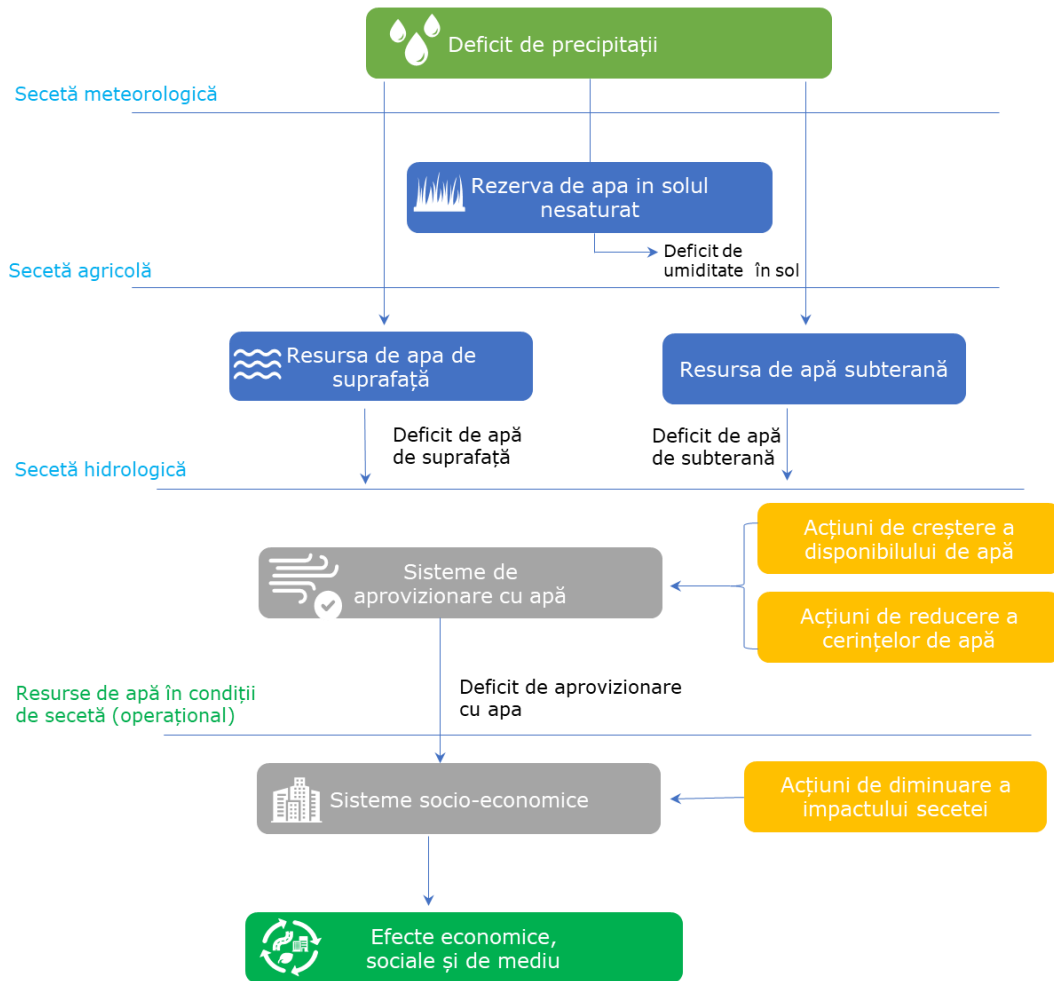 Deficit de precipitații
Secetă meteorologică
Rezerva de apa in solul
nesaturat
Deficit de
umiditate în sol
Secetă agricolă
Resursa de apa de
suprafață
Resursa de apă subterană
Deficit de apă
de suprafață
Deficit de apă
de subterană
Secetă hidrologică
Acțiuni de creștere a
disponibilului de apă
Sisteme de
aprovizionare cu apă
Acțiuni de reducere a
cerințelor de apă
Resurse de apă în condiții
de secetă (operațional)
Deficit de aprovizionare
cu apa
Sisteme socio-economice
Acțiuni de diminuare a
impactului secetei
Efecte economice,
sociale și de mediu